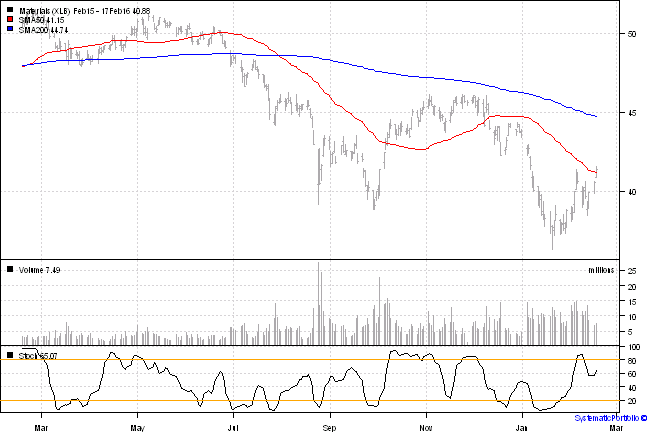 Materials (XLB) Feb15 - 17Feb16 40.88
SMA50 41.15
SMA200 44.74
50
45
40
Volume 7.49
millions
25
20
15
10
5
Stoch 65.07
100
80
60
40
20
Mar May Jul Sep Nov Jan Mar
SystematicPortfolio ©